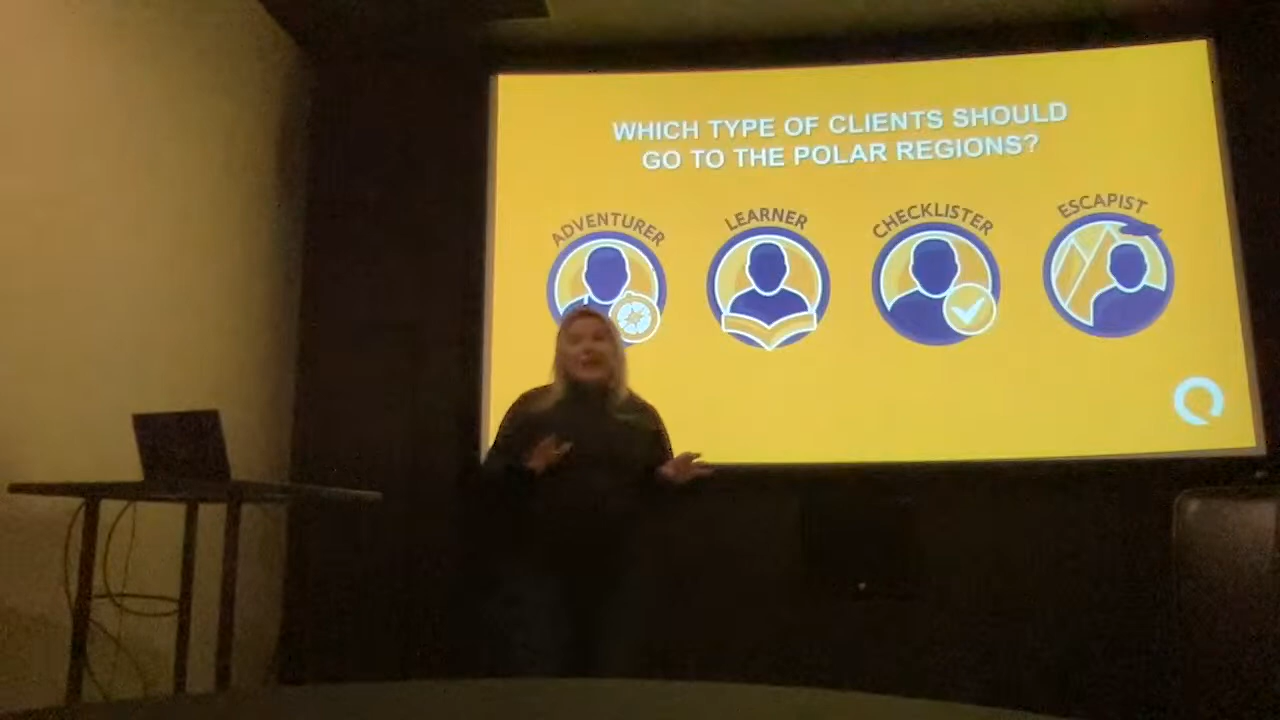 WHICH TYPE OF CLIENTS SHOULD
GO TO THE POLAR REGIONS?
ADVENTURER
LEARNER
CHECKLISTER
ESCAPIST